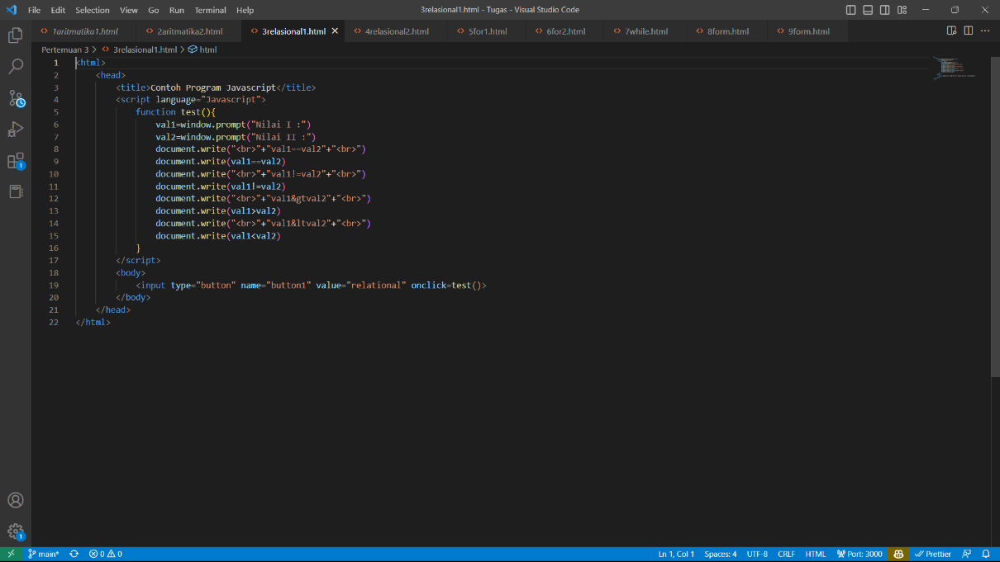 File Edit Selection View Go Run Terminal Help 3relasional1.html - Tugas - Visual Studio Code
1aritmatika1.html 2aritmatika2.html 3relasional1.html 4relasional2.html 5for1.html 6for2.html 7while.html 8form.html 9form.html
Pertemuan 3 > 3relasional1.html > html
1 <html>
2 <head>
3 <title>Contoh Program Javascript</title>
4 <script language="Javascript">
5 function test(){
6 val1=window.prompt("Nilai I :")
7 val2=window.prompt("Nilai II :")
8 document.write("<br>"+"val1==val2"+"<br>")
9 document.write(val1==val2)
10 document.write("<br>"+"val1!=val2"+"<br>")
11 document.write(val1!=val2)
12 document.write("<br>"+"val1&gtval2"+"<br>")
13 document.write(val1>val2)
14 document.write("<br>"+"val1&ltval2"+"<br>")
15 document.write(val1<val2)
16 }
17 </script>
18 <body>
19 <input type="button" name="button1" value="relational" onclick=test()>
20 </body>
21 </head>
22 </html>
1
1
main* 0 0 Ln 1, Col 1 Spaces: 4 UTF-8 CRLF HTML Port: 3000 Prettier